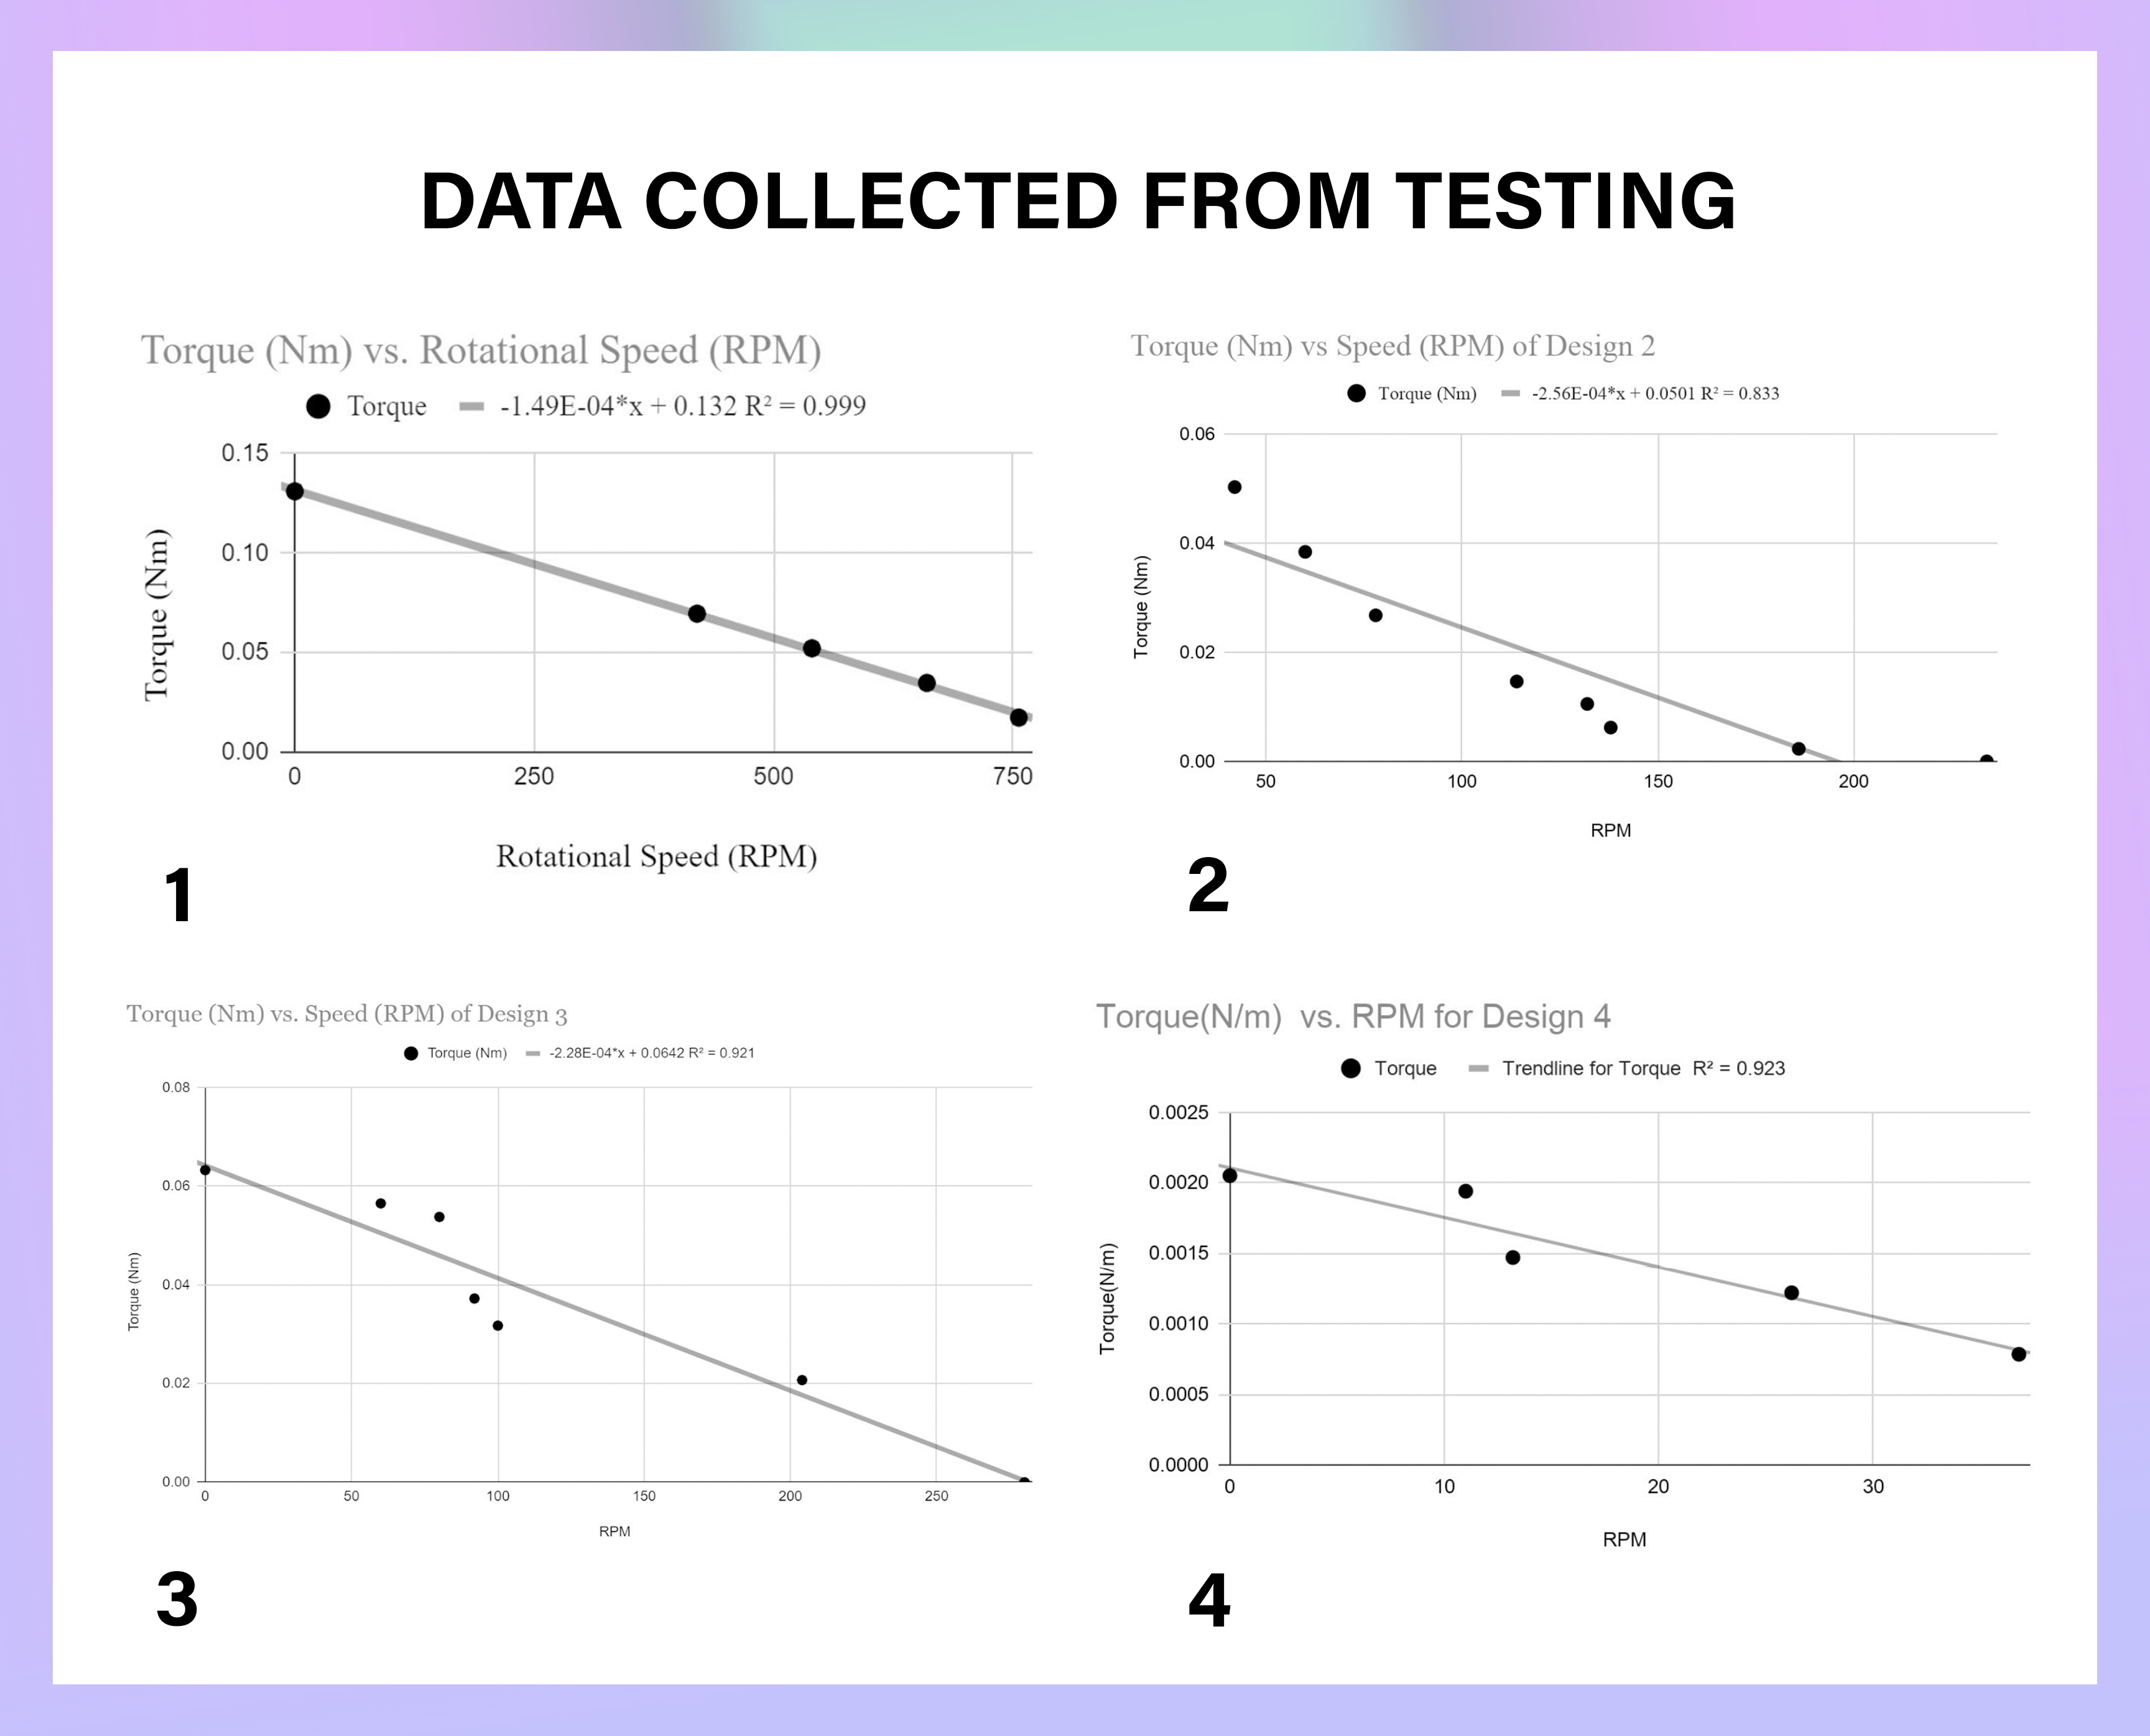 DATA COLLECTED FROM TESTING
Torque (Nm) vs. Rotational Speed (RPM)
Torque -1.49E-04*x + 0.132 R² = 0.999
0.15
0.10
0.05
0.00
Torque (Nm)
0 250 500 750
Rotational Speed (RPM)
1
Torque (Nm) vs Speed (RPM) of Design 2
Torque (Nm) -2.56E-04*x + 0.0501 R² = 0.833
0.06
0.04
0.02
0.00
Torque (Nm)
50 100 150 200
RPM
2
Torque (Nm) vs. Speed (RPM) of Design 3
Torque (Nm) -2.28E-04*x + 0.0642 R² = 0.921
0.08
0.06
0.04
0.02
0.00
Torque (Nm)
0 50 100 150 200 250
RPM
3
Torque(N/m) vs. RPM for Design 4
Torque Trendline for Torque R² = 0.923
0.0025
0.0020
0.0015
0.0010
0.0005
0.0000
Torque(N/m)
0 10 20 30
RPM
4